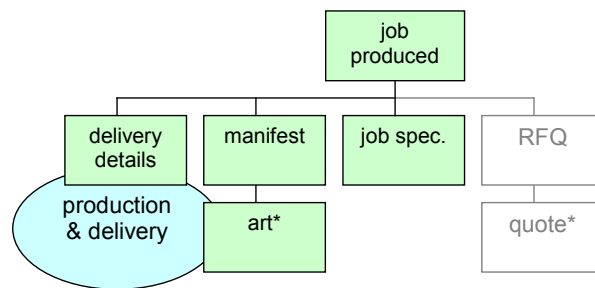 job
produced
delivery
details
manifest
job spec.
RFQ
production
& delivery
art*
quote*